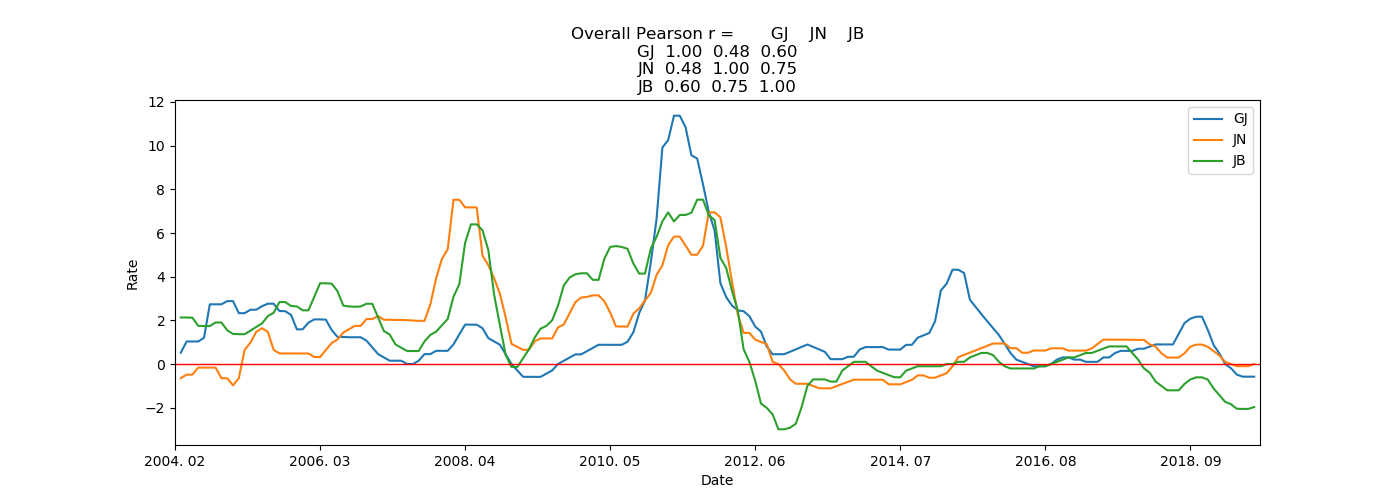 Overall Pearson r =       GJ    JN    JB
GJ  1.00  0.48  0.60
JN  0.48  1.00  0.75
JB  0.60  0.75  1.00
12
10
8
6
4
2
0
−2
Rate
GJ
JN
JB
2004. 02
2006. 03
2008. 04
2010. 05
2012. 06
2014. 07
2016. 08
2018. 09
Date